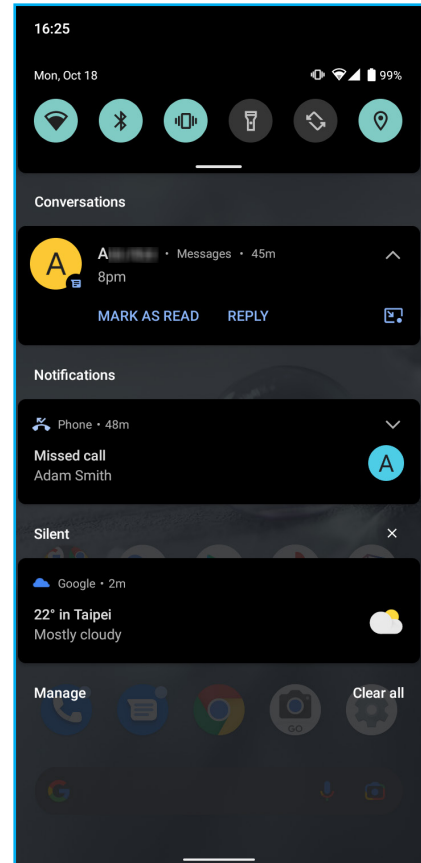 16:25
Mon, Oct 18 99%
Conversations
A • Messages • 45m
A
8pm
MARK AS READ REPLY
Notifications
Phone • 48m
Missed call
A
Adam Smith
Silent
Google • 2m
22° in Taipei
Mostly cloudy
Manage Clear all
GO
G